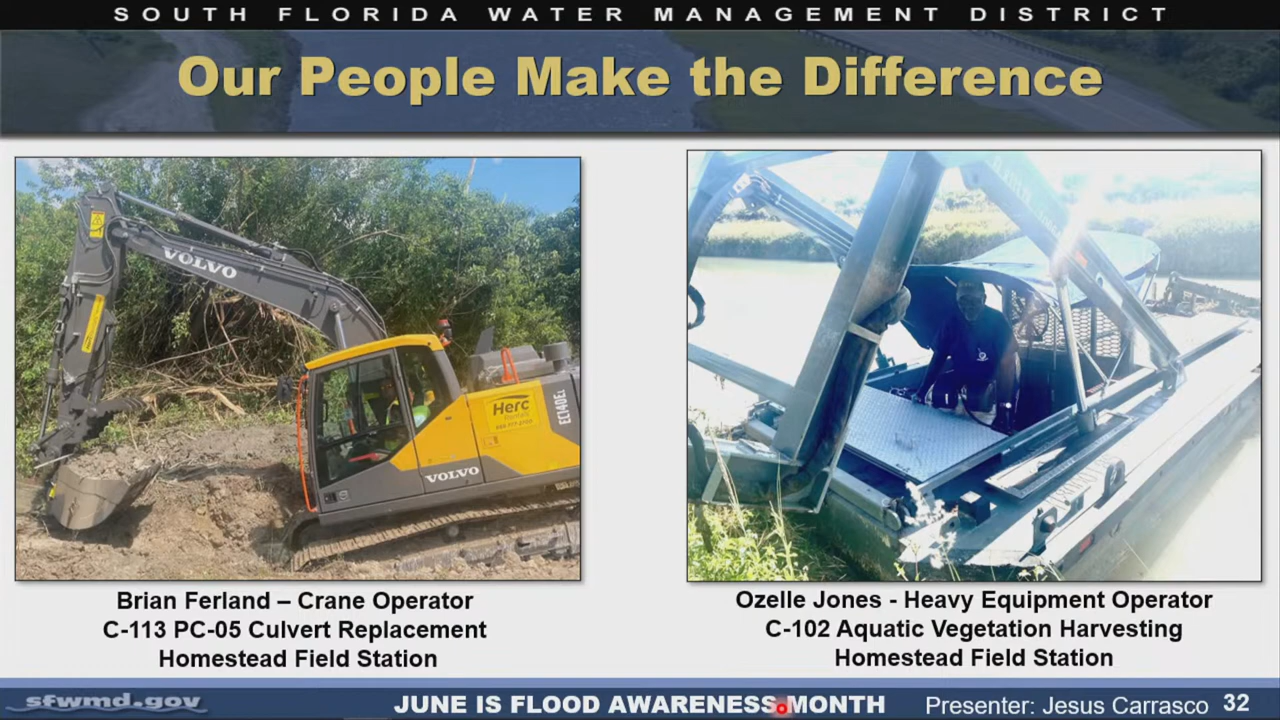 SOUTH FLORIDA WATER MANAGEMENT DISTRICT
Our People Make the Difference
VOLVO
Herc
Rentals
VOLVO
EC140EL
Brian Ferland – Crane Operator
C-113 PC-05 Culvert Replacement
Homestead Field Station
Ozelle Jones - Heavy Equipment Operator
C-102 Aquatic Vegetation Harvesting
Homestead Field Station
sfwmd.gov
JUNE IS FLOOD AWARENESS MONTH
Presenter: Jesus Carrasco 32